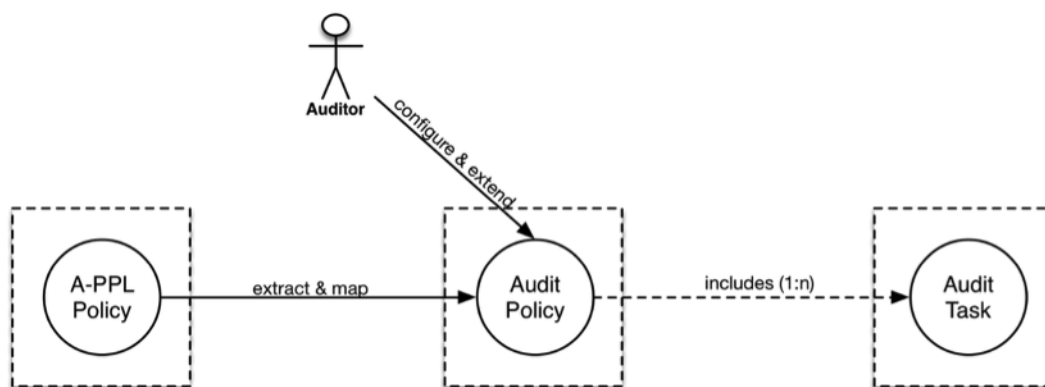 Auditor
configure & extend
A-PPL
Policy
extract & map
Audit
Policy
includes (1:n)
Audit
Task